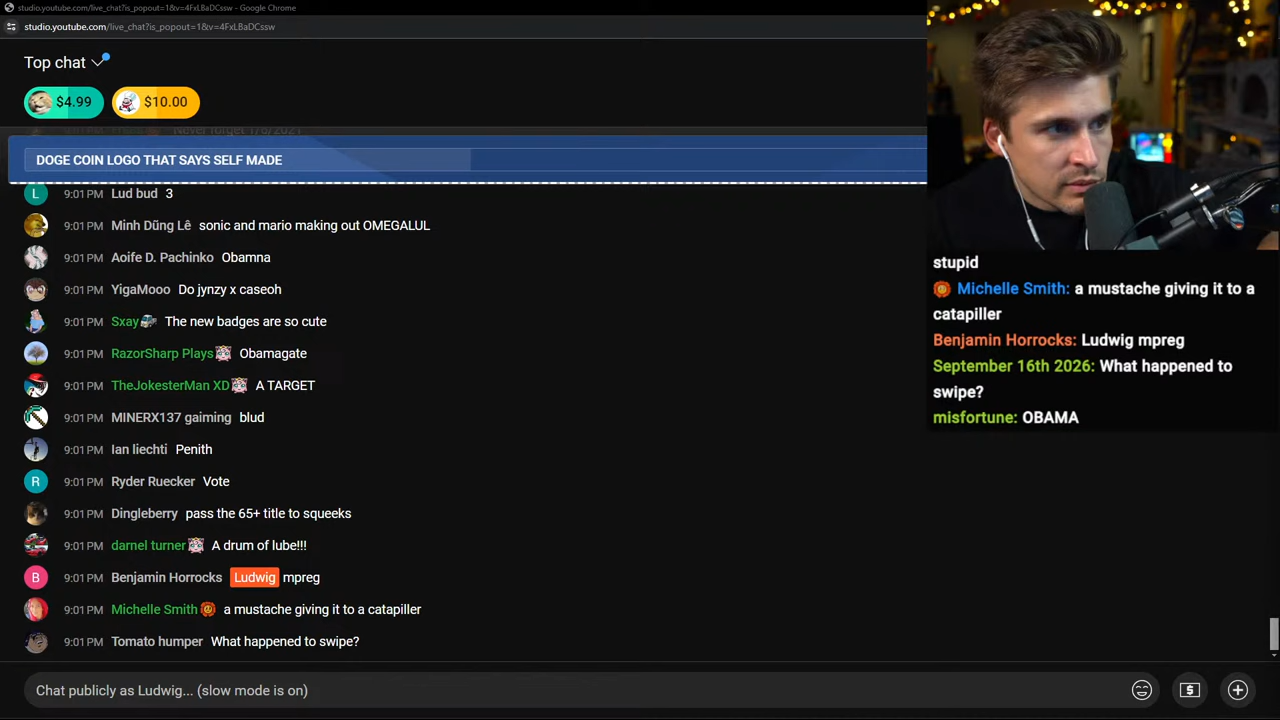 studio.youtube.com/live_chat?is_popout=1&v=4FxLBaDCssw - Google Chrome
studio.youtube.com/live_chat?is_popout=1&v=4FxLBaDCssw
Top chat
$4.99 $10.00
Never forget 1/6/2021
DOGE COIN LOGO THAT SAYS SELF MADE
L 9:01 PM Lud bud 3
9:01 PM Minh Dũng Lê sonic and mario making out OMEGALUL
9:01 PM Aoife D. Pachinko Obamna
9:01 PM YigaMooo Do jynzy x caseoh
9:01 PM Sxay The new badges are so cute
9:01 PM RazorSharp Plays Obamagate
9:01 PM TheJokesterMan XD A TARGET
9:01 PM MINERX137 gaiming blud
9:01 PM Ian liechti Penith
R 9:01 PM Ryder Ruecker Vote
9:01 PM Dingleberry pass the 65+ title to squeeks
9:01 PM darnel turner A drum of lube!!!
B 9:01 PM Benjamin Horrocks Ludwig mpreg
9:01 PM Michelle Smith a mustache giving it to a catapiller
9:01 PM Tomato humper What happened to swipe?
Chat publicly as Ludwig... (slow mode is on)
stupid
Michelle Smith: a mustache giving it to a
catapiller
Benjamin Horrocks: Ludwig mpreg
September 16th 2026: What happened to
swipe?
misfortune: OBAMA